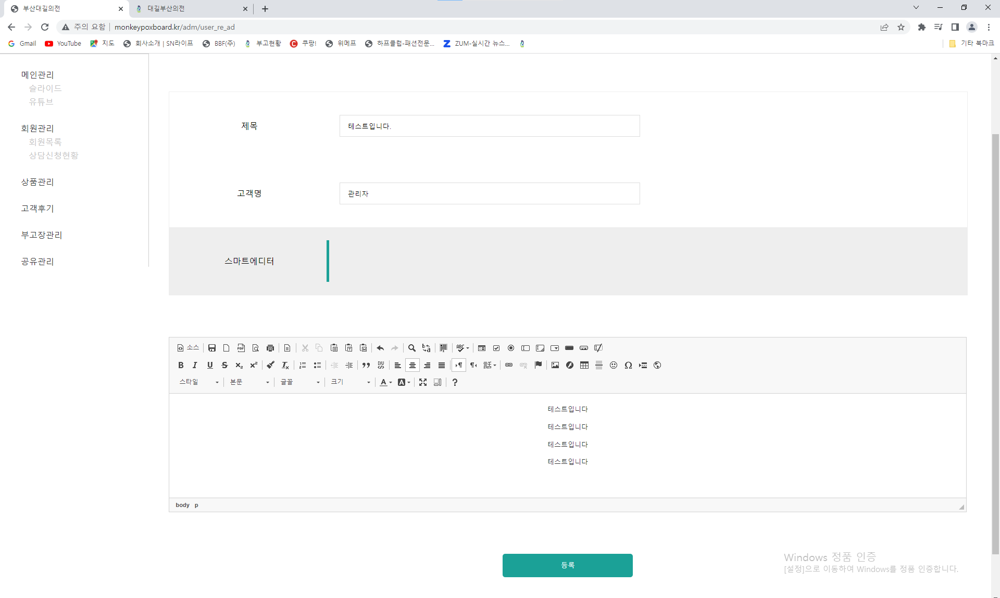 부산대길의전
대길부산의전
주의 요함 | monkeypoxboard.kr/adm/user_re_ad
Gmail YouTube 지도 회사소개 | SN라이프 BBF(주) 부고현황 쿠팡! 위메프 하프클럽-패션전문... ZUM-실시간 뉴스... 기타 북마크
메인관리
슬라이드
유튜브
회원관리
회원목록
상담신청현황
상품관리
고객후기
부고장관리
공유관리
제목 테스트입니다.
고객명 관리자
스마트에디터
소스
스타일 본문 글꼴 크기
테스트입니다
테스트입니다
테스트입니다
테스트입니다
body p
등록
Windows 정품 인증
[설정]으로 이동하여 Windows를 정품 인증합니다.